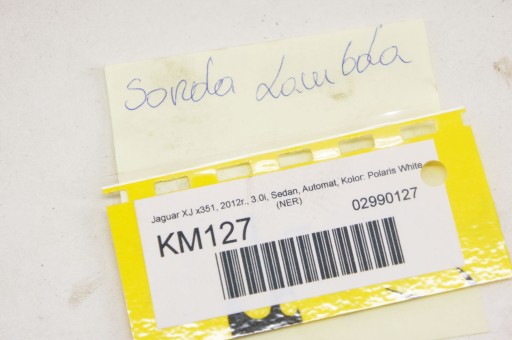 Sonda Lambda
Jaguar XJ x351, 2012r., 3.0i, Sedan, Automat, Kolor: Polaris White
(NER)
KM127
02990127